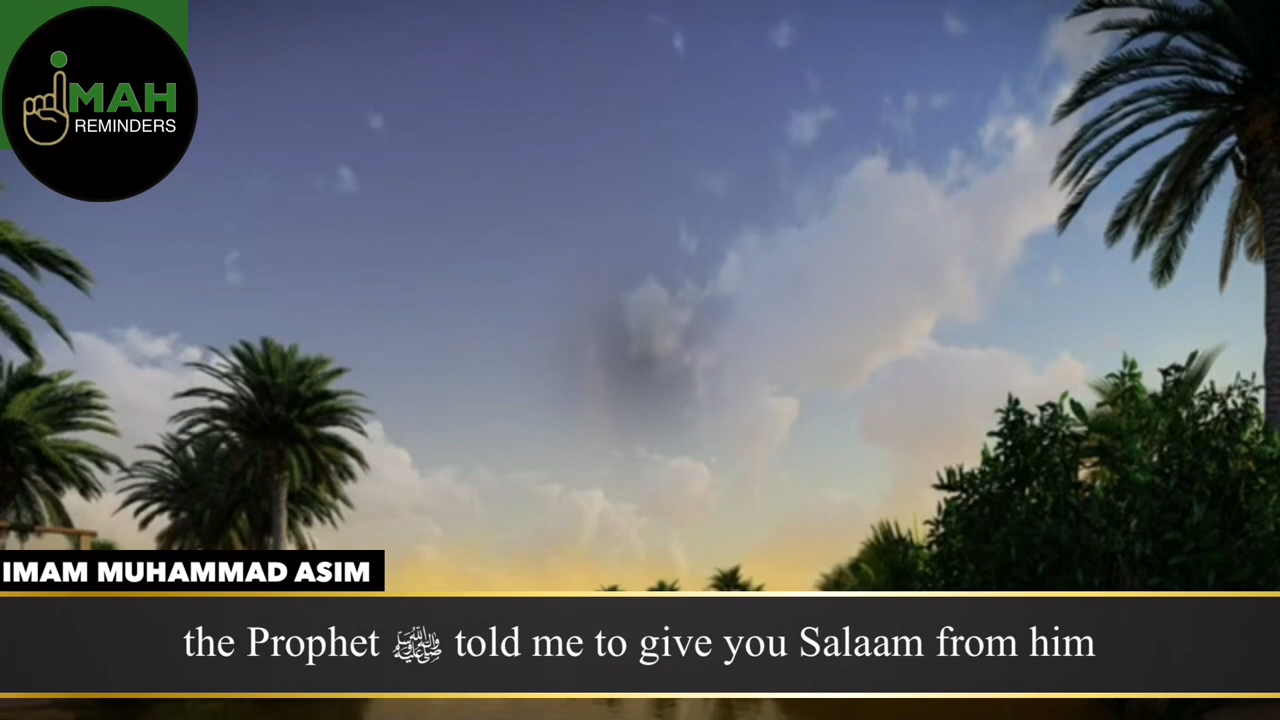 iMAH
REMINDERS
IMAM MUHAMMAD ASIM
the Prophet ﷺ told me to give you Salaam from him